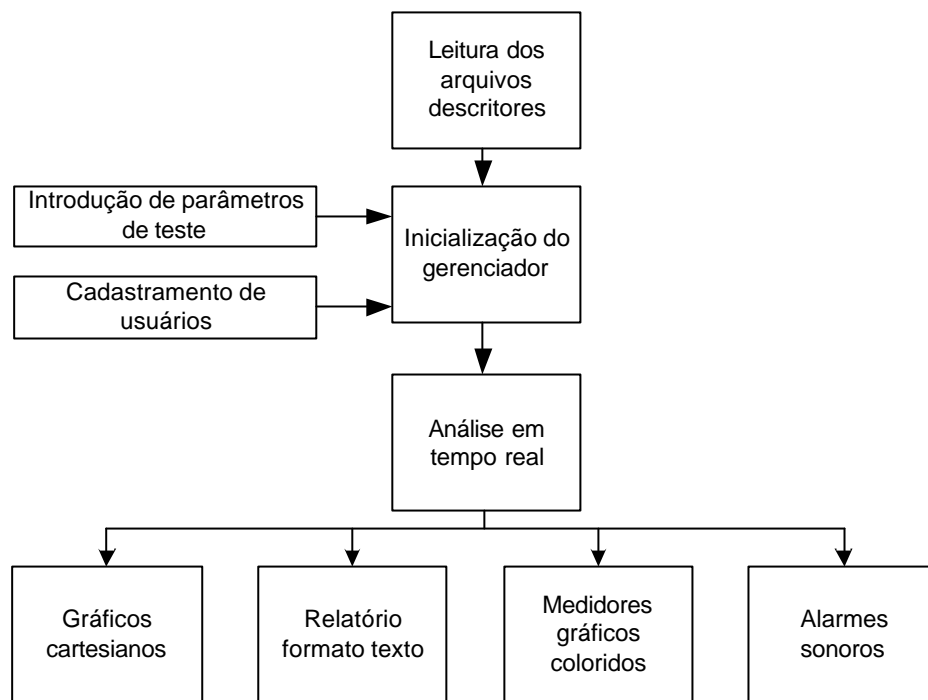 Leitura dos
arquivos
descritores
Introdução de parâmetros
de teste
Inicialização do
gerenciador
Cadastramento de
usuários
Análise em
tempo real
Gráficos
cartesianos
Relatório
formato texto
Medidores
gráficos
coloridos
Alarmes
sonoros